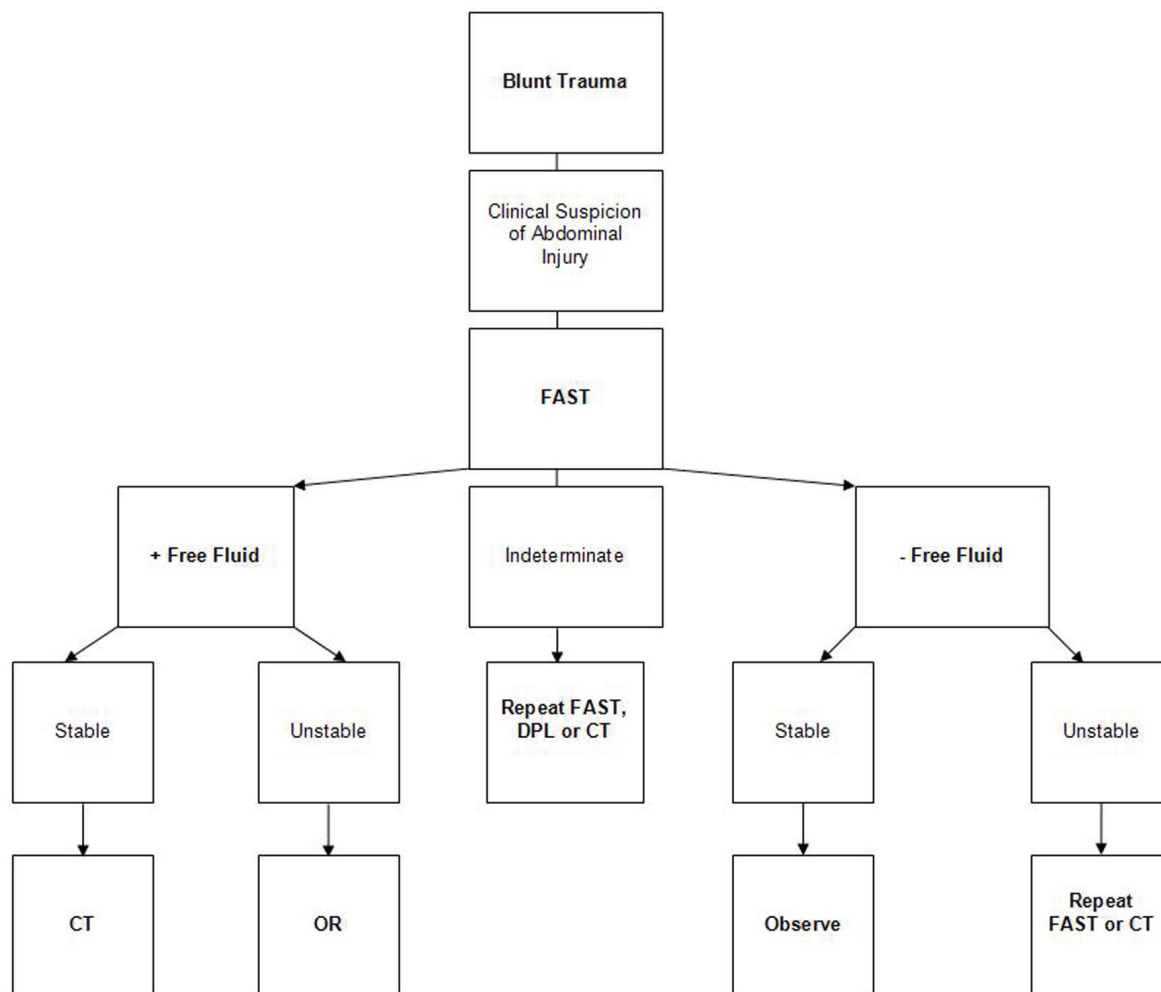 Blunt Trauma
Clinical Suspicion
of Abdominal
Injury
FAST
+ Free Fluid
Indeterminate
- Free Fluid
Stable
Unstable
Repeat FAST,
DPL or CT
Stable
Unstable
CT
OR
Observe
Repeat
FAST or CT